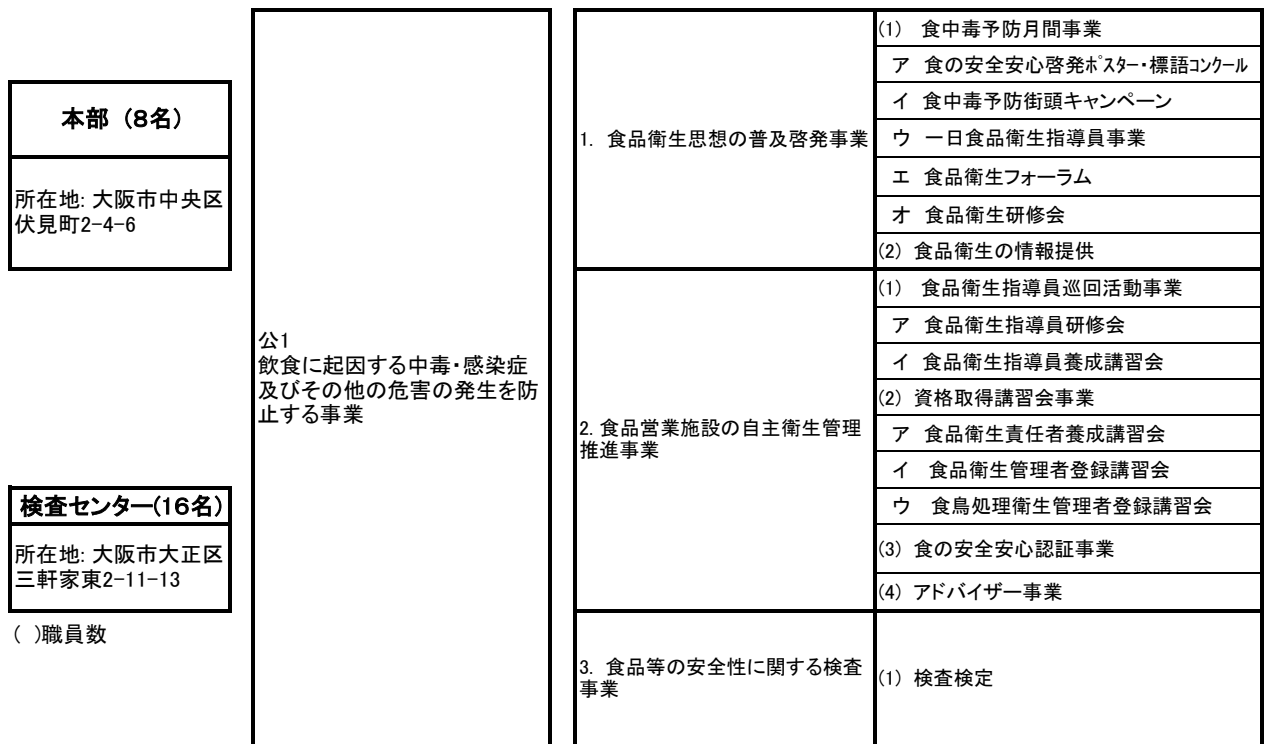 本部 (8名)
所在地: 大阪市中央区
伏見町2-4-6
検査センター(16名)
所在地: 大阪市大正区
三軒家東2-11-13
( )職員数
公1
飲食に起因する中毒・感染症
及びその他の危害の発生を防
止する事業
1. 食品衛生思想の普及啓発事業
(1) 食中毒予防月間事業
ア 食の安全安心啓発ポスター・標語コンクール
イ 食中毒予防街頭キャンペーン
ウ 一日食品衛生指導員事業
エ 食品衛生フォーラム
オ 食品衛生研修会
(2) 食品衛生の情報提供
2. 食品営業施設の自主衛生管理
推進事業
(1) 食品衛生指導員巡回活動事業
ア 食品衛生指導員研修会
イ 食品衛生指導員養成講習会
(2) 資格取得講習会事業
ア 食品衛生責任者養成講習会
イ 食品衛生管理者登録講習会
ウ 食鳥処理衛生管理者登録講習会
(3) 食の安全安心認証事業
(4) アドバイザー事業
3. 食品等の安全性に関する検査
事業
(1) 検査検定